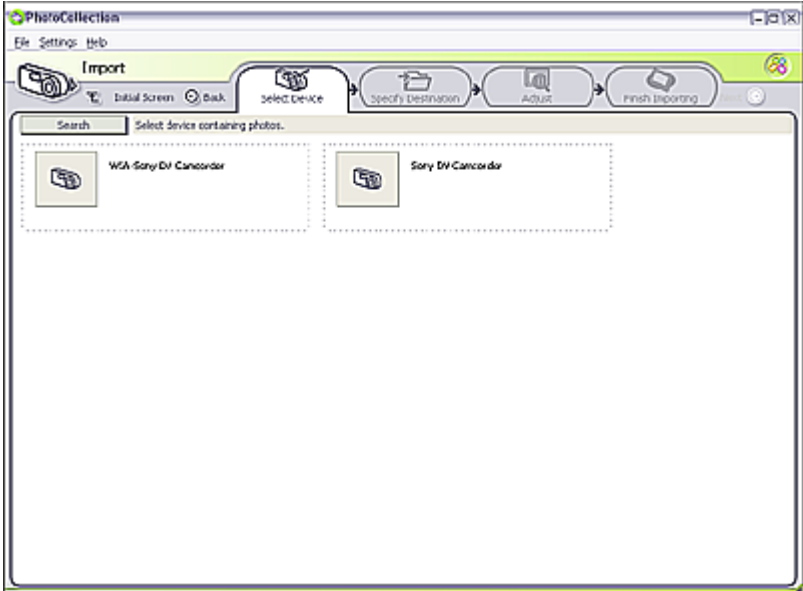 PhotoCollection
File Settings Help
Import
Initial Screen Back Select Device Specify Destination Adjust Finish Importing Next
Search Select device containing photos.
WIA-Sony DV Camcorder Sony DV Camcorder